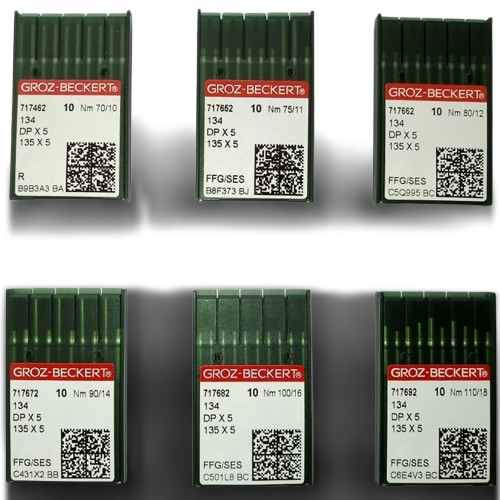 GROZ-BECKERT®
717462 10 Nm 70/10
134
DP X 5
135 X 5
R
B9B3A3 BA
GROZ-BECKERT®
717652 10 Nm 75/11
134
DP X 5
135 X 5
FFG/SES
B8F373 BJ
GROZ-BECKERT®
717662 10 Nm 80/12
134
DP X 5
135 X 5
FFG/SES
C5Q995 BC
GROZ-BECKERT®
717672 10 Nm 90/14
134
DP X 5
135 X 5
FFG/SES
C431X2 BB
GROZ-BECKERT®
717682 10 Nm 100/16
134
DP X 5
135 X 5
FFG/SES
C501L8 BC
GROZ-BECKERT®
717692 10 Nm 110/18
134
DP X 5
135 X 5
FFG/SES
C6E4V3 BC